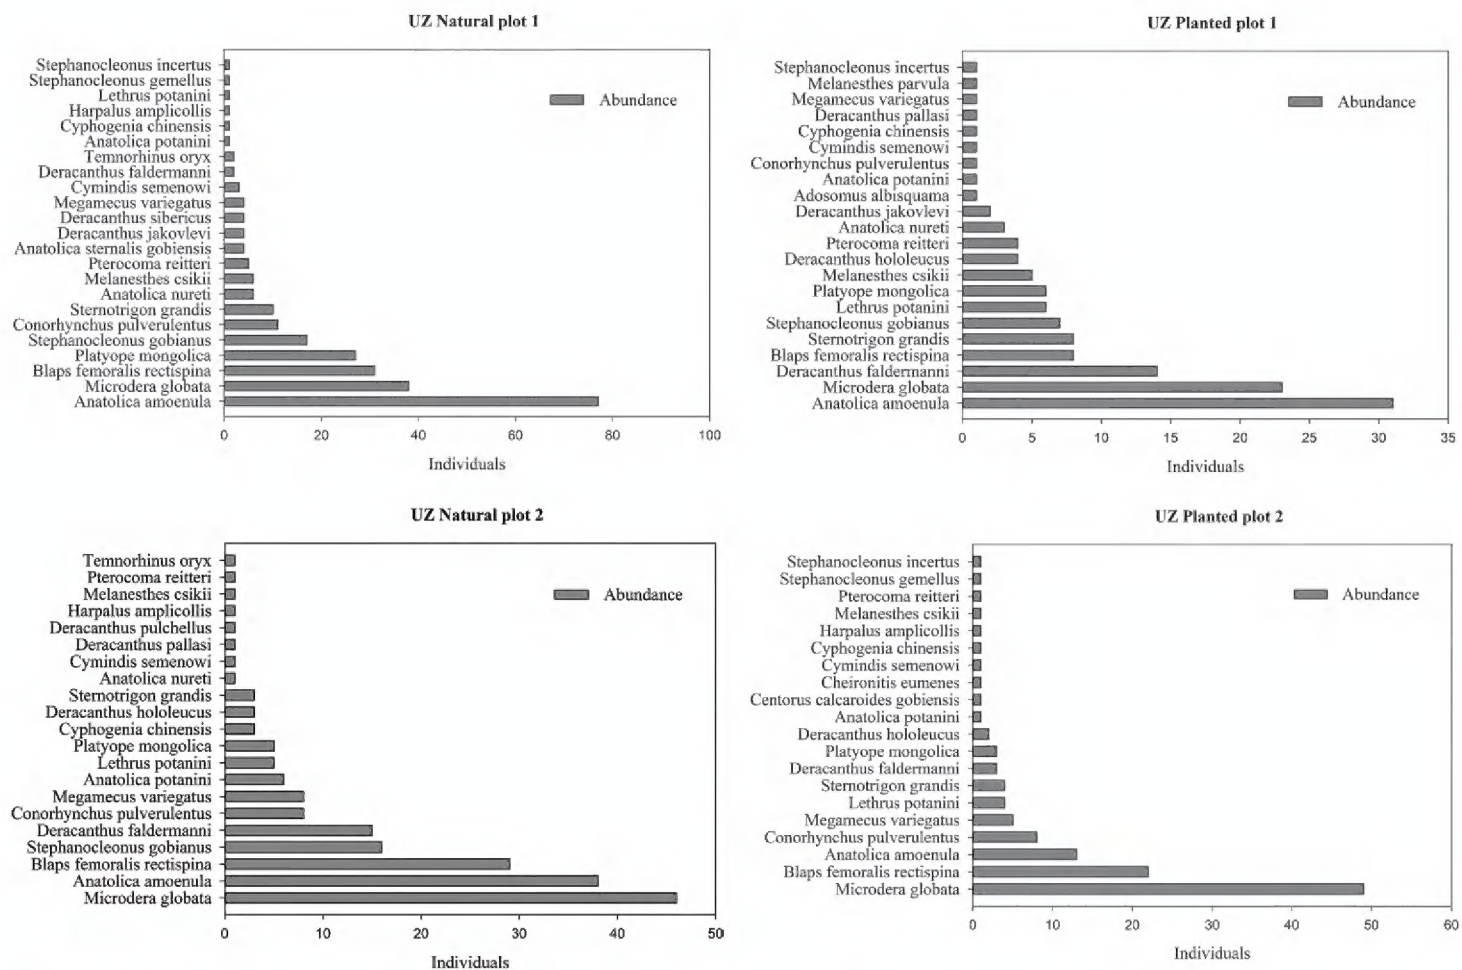 UZ Natural plot 1
Stephanocleonus incertus
Stephanocleonus gemellus
Lethrus potanini
Harpalus amplicollis
Cyphogenia chinensis
Anatolica potanini
Temnorhinus oryx
Deracanthus faldermanni
Cymindis semenowi
Megamecus variegatus
Deracanthus sibericus
Deracanthus jakovlevi
Anatolica sternalis gobiensis
Pterocoma reitteri
Melanesthes csikii
Anatolica nureti
Sternotrigon grandis
Conorhynchus pulverulentus
Stephanocleonus gobianus
Platyope mongolica
Blaps femoralis rectispina
Microdera globata
Anatolica amoenula
Abundance
0 20 40 60 80 100
Individuals
UZ Planted plot 1
Stephanocleonus incertus
Melanesthes parvula
Megamecus variegatus
Deracanthus pallasi
Cyphogenia chinensis
Cymindis semenowi
Conorhynchus pulverulentus
Anatolica potanini
Adosomus albisquama
Deracanthus jakovlevi
Anatolica nureti
Pterocoma reitteri
Deracanthus hololeucus
Melanesthes csikii
Platyope mongolica
Lethrus potanini
Stephanocleonus gobianus
Sternotrigon grandis
Blaps femoralis rectispina
Deracanthus faldermanni
Microdera globata
Anatolica amoenula
Abundance
0 5 10 15 20 25 30 35
Individuals
UZ Natural plot 2
Temnorhinus oryx
Pterocoma reitteri
Melanesthes csikii
Harpalus amplicollis
Deracanthus pulchellus
Deracanthus pallasi
Cymindis semenowi
Anatolica nureti
Sternotrigon grandis
Deracanthus hololeucus
Cyphogenia chinensis
Platyope mongolica
Lethrus potanini
Anatolica potanini
Megamecus variegatus
Conorhynchus pulverulentus
Deracanthus faldermanni
Stephanocleonus gobianus
Blaps femoralis rectispina
Anatolica amoenula
Microdera globata
Abundance
0 10 20 30 40 50
Individuals
UZ Planted plot 2
Stephanocleonus incertus
Stephanocleonus gemellus
Pterocoma reitteri
Melanesthes csikii
Harpalus amplicollis
Cyphogenia chinensis
Cymindis semenowi
Cheironitis eumenes
Centorus calcaroides gobiensis
Anatolica potanini
Deracanthus hololeucus
Platyope mongolica
Deracanthus faldermanni
Sternotrigon grandis
Lethrus potanini
Megamecus variegatus
Conorhynchus pulverulentus
Anatolica amoenula
Blaps femoralis rectispina
Microdera globata
Abundance
0 10 20 30 40 50 60
Individuals